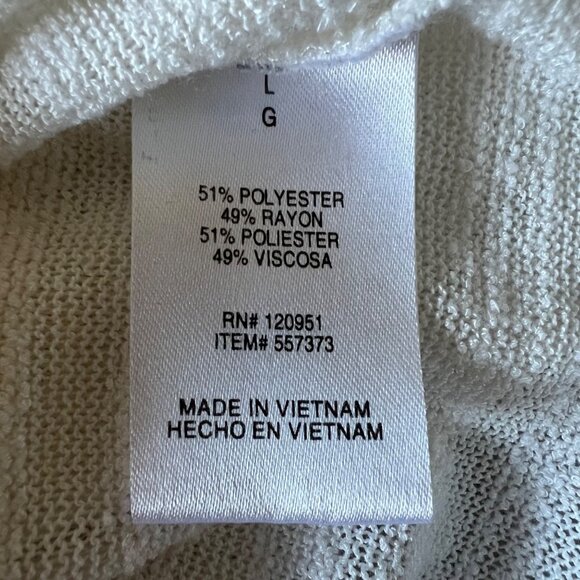 L
G
51% POLYESTER
49% RAYON
51% POLIESTER
49% VISCOSA
RN# 120951
ITEM# 557373
MADE IN VIETNAM
HECHO EN VIETNAM